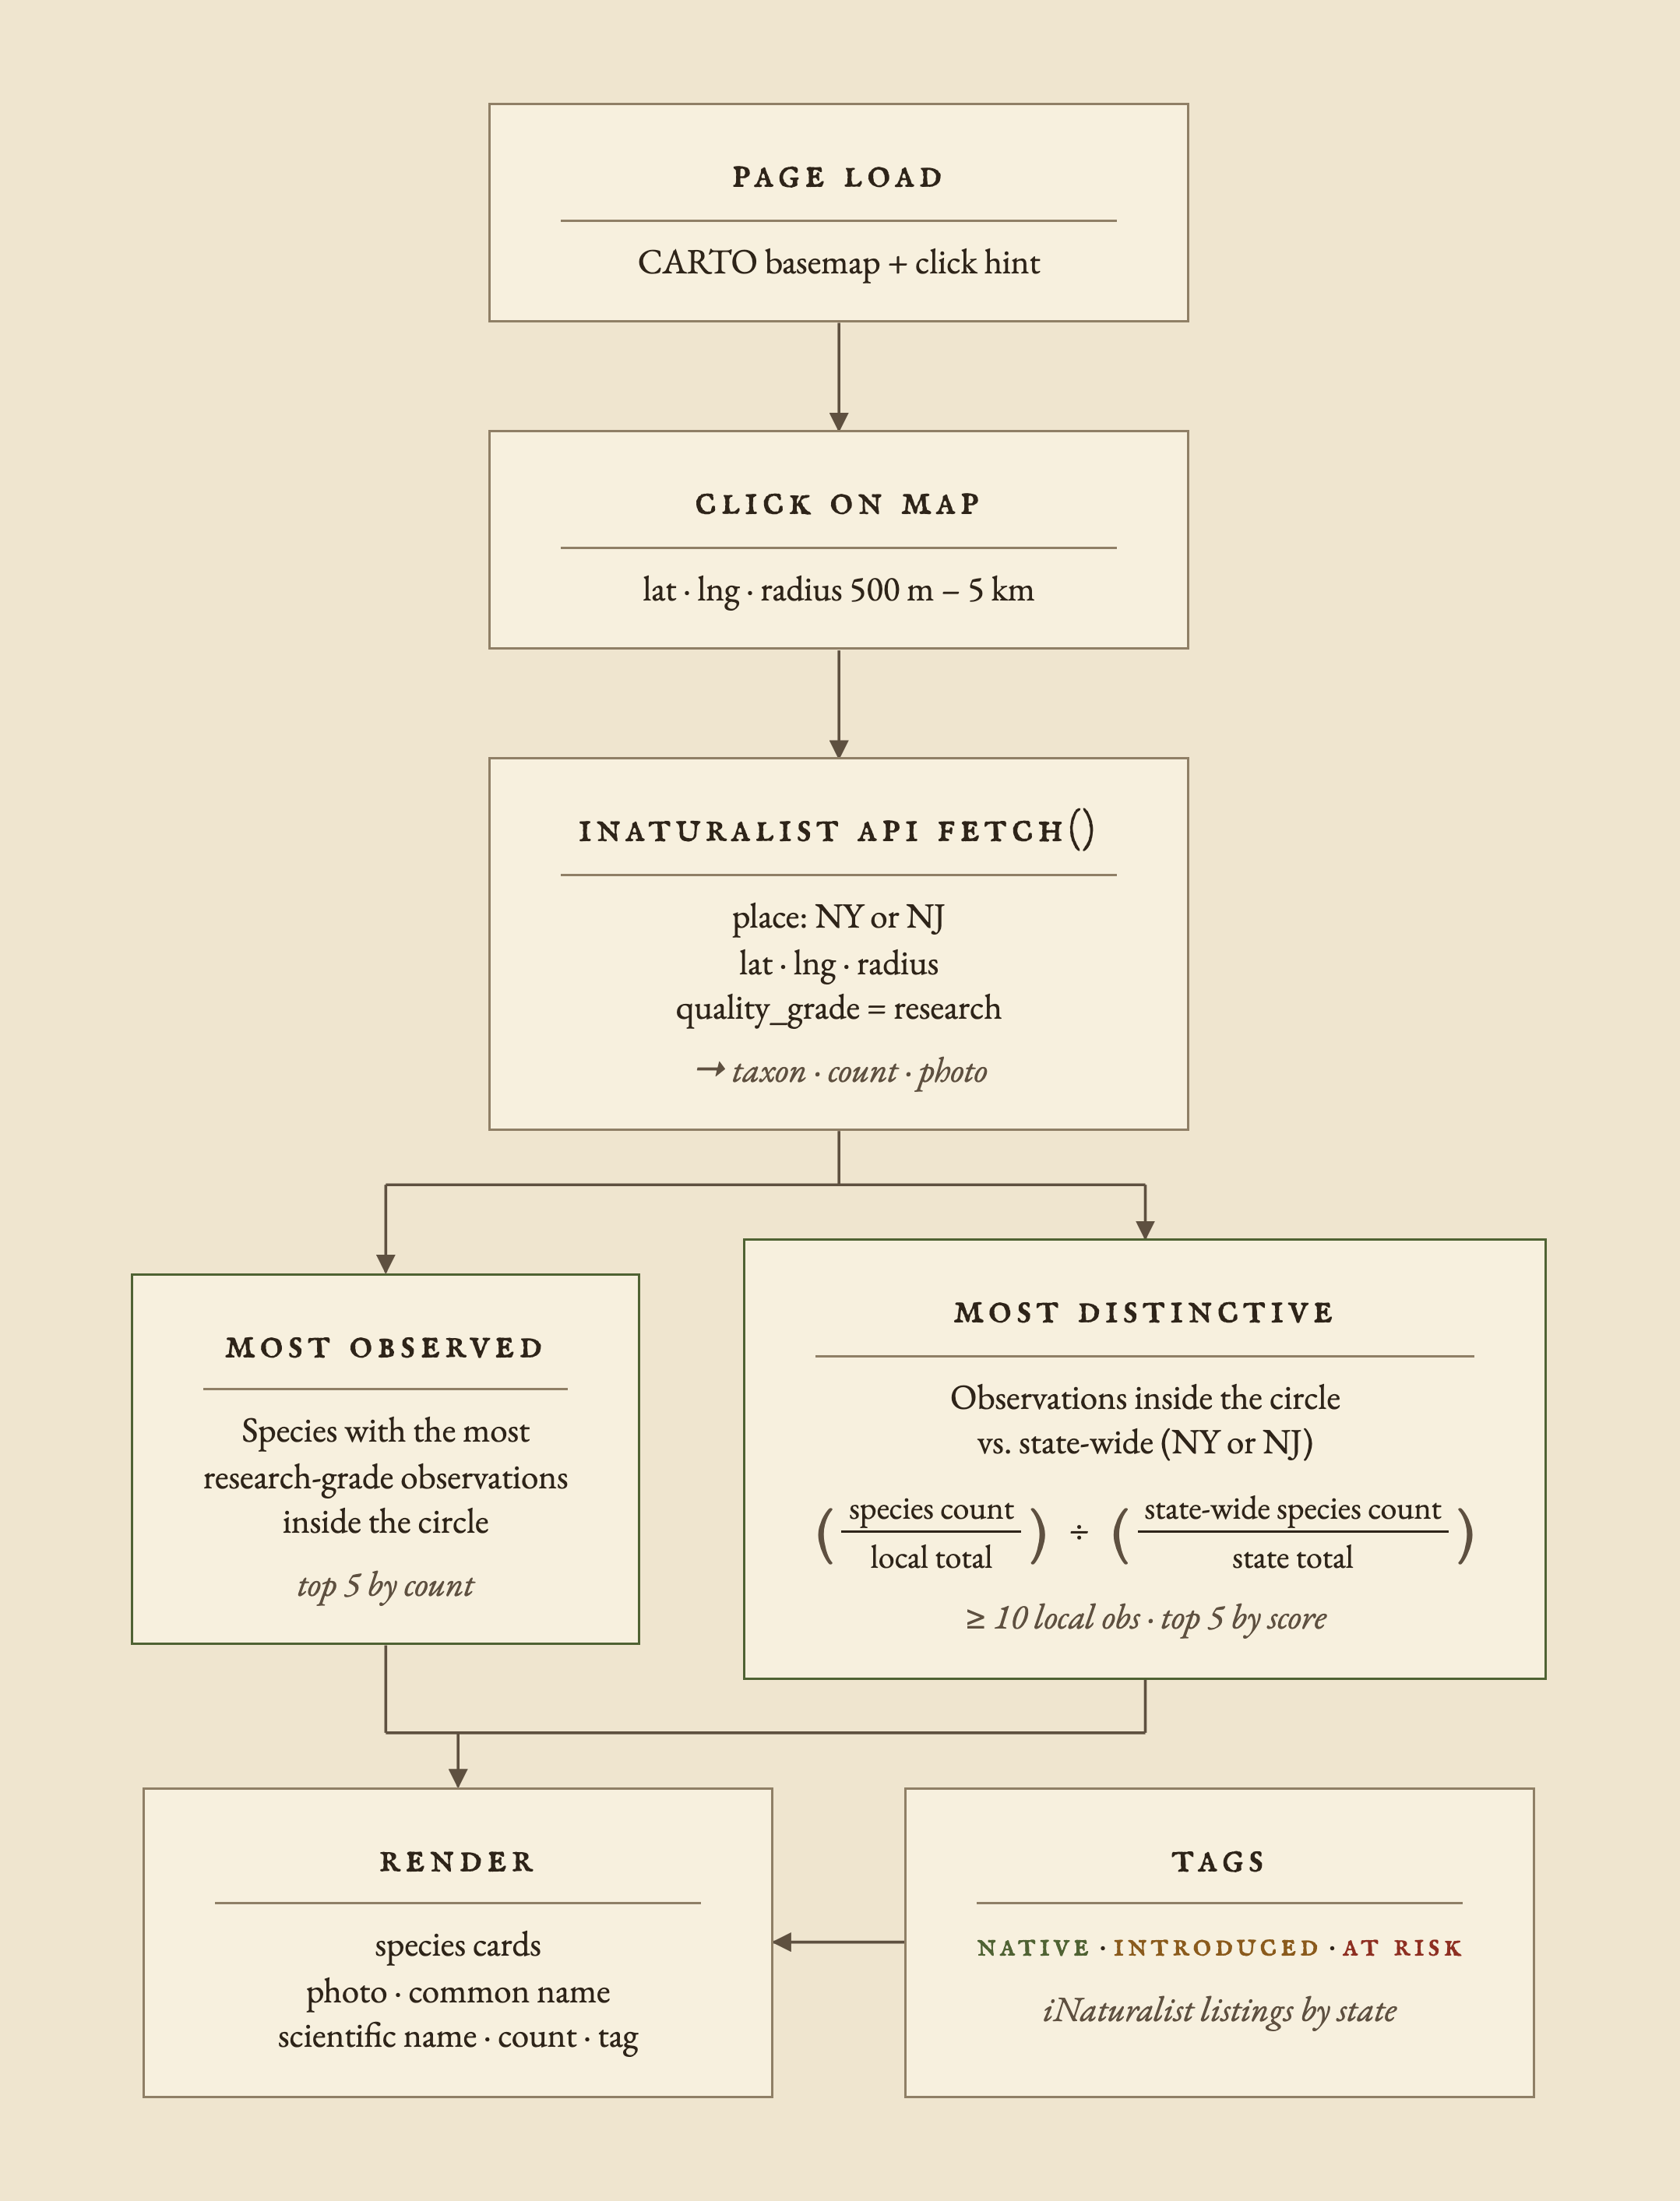 PAGE LOAD
CARTO basemap + click hint
CLICK ON MAP
lat · lng · radius 500 m – 5 km
INATURALIST API FETCH()
place: NY or NJ
lat · lng · radius
quality_grade = research
→ taxon · count · photo
MOST OBSERVED
Species with the most
research-grade observations
inside the circle
top 5 by count
MOST DISTINCTIVE
Observations inside the circle
vs. state-wide (NY or NJ)
( species count / local total ) ÷ ( state-wide species count / state total )
≥ 10 local obs · top 5 by score
RENDER
species cards
photo · common name
scientific name · count · tag
TAGS
NATIVE · INTRODUCED · AT RISK
iNaturalist listings by state